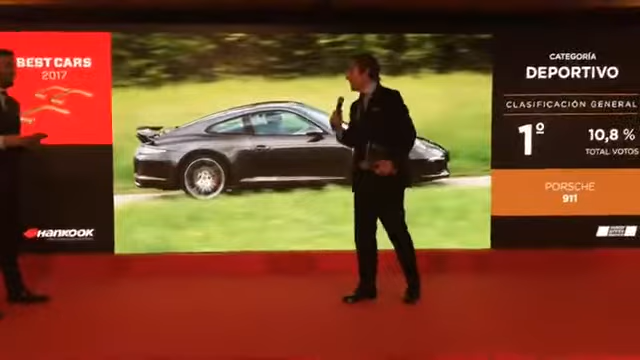 BEST CARS
2017
HANKOOK
CATEGORÍA
DEPORTIVO
CLASIFICACIÓN GENERAL
1º
10,8 %
TOTAL VOTOS
PORSCHE
911